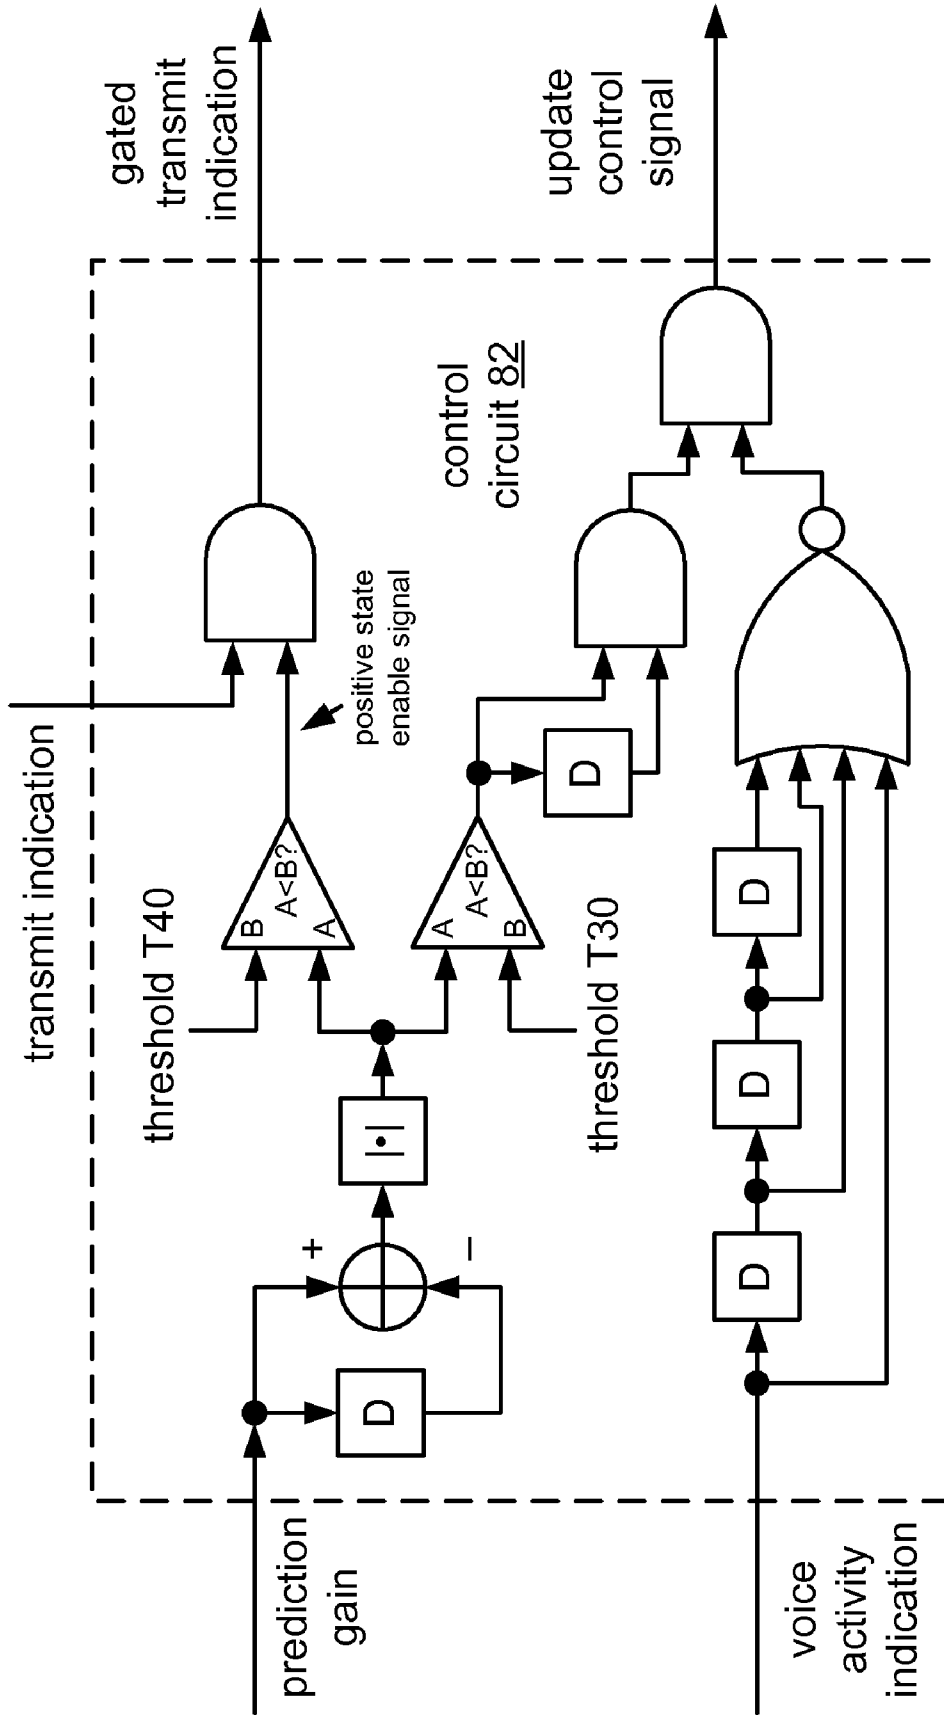 transmit indication
gated
transmit
indication
threshold T40
B
A<B?
A
positive state
enable signal
control
circuit 82
prediction
gain
D
+
–
|•|
A
A<B?
B
D
threshold T30
update
control
signal
voice
activity
indication
D
D
D